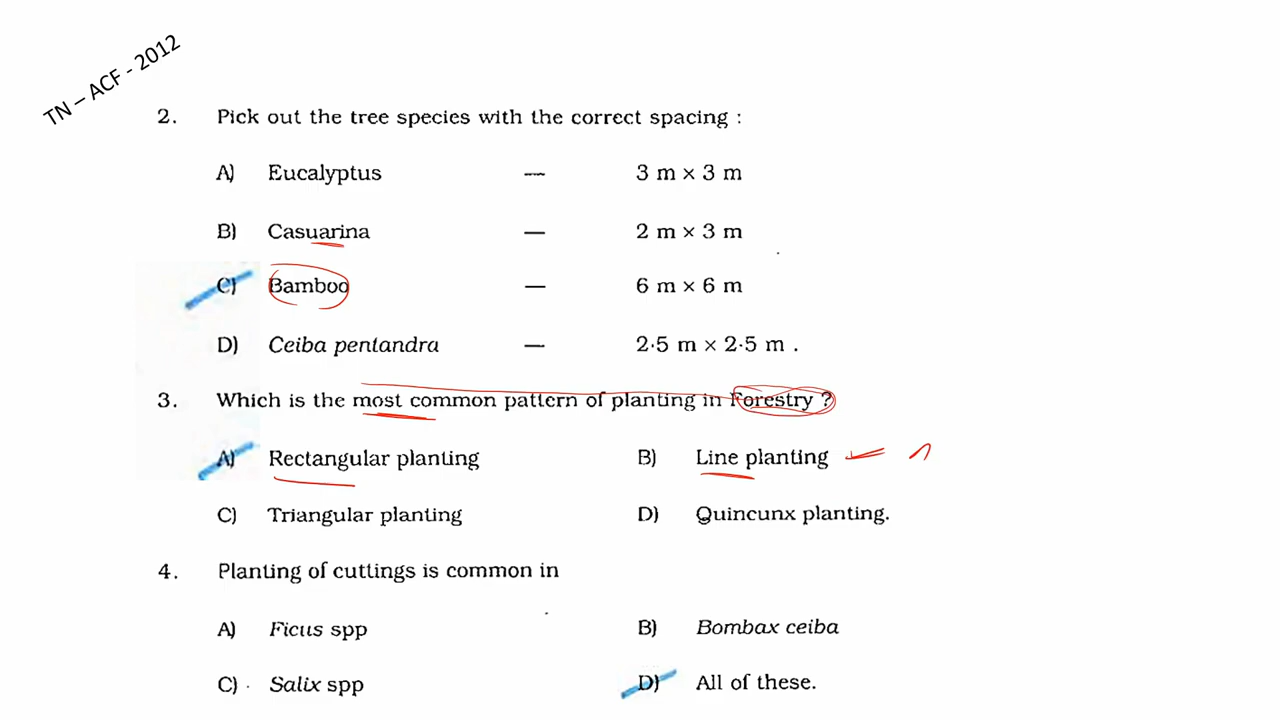 TN – ACF - 2012
2. Pick out the tree species with the correct spacing :
A) Eucalyptus — 3 m × 3 m
B) Casuarina — 2 m × 3 m
C) Bamboo — 6 m × 6 m
D) Ceiba pentandra — 2·5 m × 2·5 m .
3. Which is the most common pattern of planting in Forestry ?
A) Rectangular planting B) Line planting
C) Triangular planting D) Quincunx planting.
4. Planting of cuttings is common in
A) Ficus spp B) Bombax ceiba
C) Salix spp D) All of these.